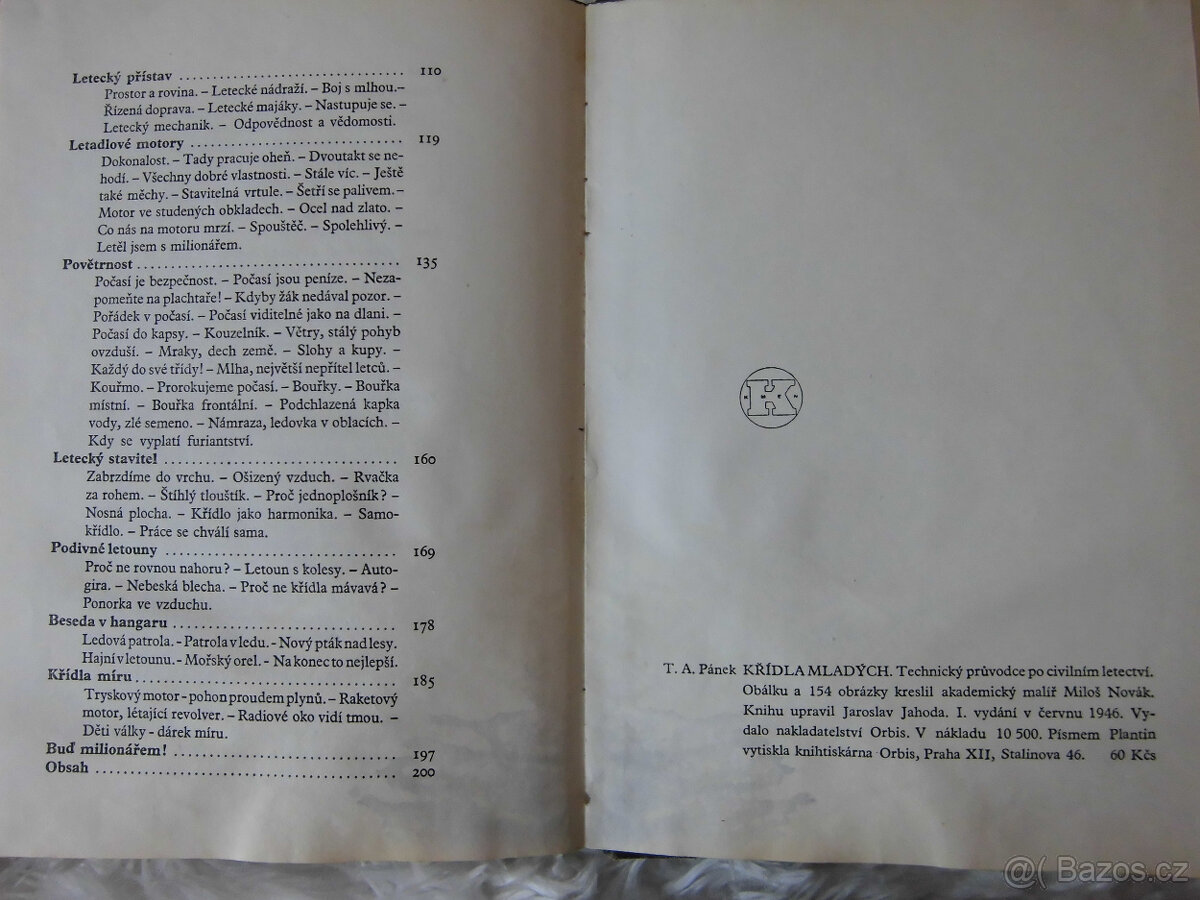 Letecký přístav ................................ 110
Prostor a rovina. – Letecké nádraží. – Boj s mlhou.–
Řízená doprava. – Letecké majáky. – Nastupuje se. –
Letecký mechanik. – Odpovědnost a vědomosti.
Letadlové motory ................................ 119
Dokonalost. – Tady pracuje oheň. – Dvoutakt se ne-
hodí. – Všechny dobré vlastnosti. – Stále víc. – Ještě
také měchy. – Stavitelná vrtule. – Šetří se palivem. –
Motor ve studených obkladech. – Ocel nad zlato. –
Co nás na motoru mrzí. – Spouštěč. – Spolehlivý. –
Letěl jsem s milionářem.
Povětrnost ................................ 135
Počasí je bezpečnost. – Počasí jsou peníze. – Neza-
pomeňte na plachtaře! – Kdyby žák nedával pozor. –
Pořádek v počasí. – Počasí viditelné jako na dlani. –
Počasí do kapsy. – Kouzelník. – Větry, stálý pohyb
ovzduší. – Mraky, dech země. – Slohy a kupy. –
Každý do své třídy! – Mlha, největší nepřítel letců. –
Kouřmo. – Prorokujeme počasí. – Bouřky. – Bouřka
místní. – Bouřka frontální. – Podchlazená kapka
vody, zlé semeno. – Námraza, ledovka v oblacích. –
Kdy se vyplatí furiantství.
Letecký stavitel ................................ 160
Zabrzdíme do vrchu. – Ošizený vzduch. – Rvačka
za rohem. – Štíhlý tlouštík. – Proč jednoplošník? –
Nosná plocha. – Křídlo jako harmonika. – Samo-
křídlo. – Práce se chválí sama.
Podivné letouny ................................ 169
Proč ne rovnou nahoru? – Letoun s kolesy. – Auto-
gira. – Nebeská blecha. – Proč ne křídla mávavá? –
Ponorka ve vzduchu.
Beseda v hangaru ................................ 178
Ledová patrola. - Patrola v ledu. - Nový pták nad lesy.
Hajní v letounu. - Mořský orel. - Na konec to nejlepší.
Křídla míru ................................ 185
Tryskový motor - pohon proudem plynů. – Raketový
motor, létající revolver. – Radiové oko vidí tmou. –
Děti války - dárek míru.
Buď milionářem! ................................ 197
Obsah ................................ 200
K
KMEN
T. A. Pánek KŘÍDLA MLADÝCH. Technický průvodce po civilním letectví.
Obálku a 154 obrázky kreslil akademický malíř Miloš Novák.
Knihu upravil Jaroslav Jahoda. I. vydání v červnu 1946. Vy-
dalo nakladatelství Orbis. V nákladu 10 500. Písmem Plantin
vytiskla knihtiskárna Orbis, Praha XII, Stalinova 46. 60 Kčs
@( Bazos.cz